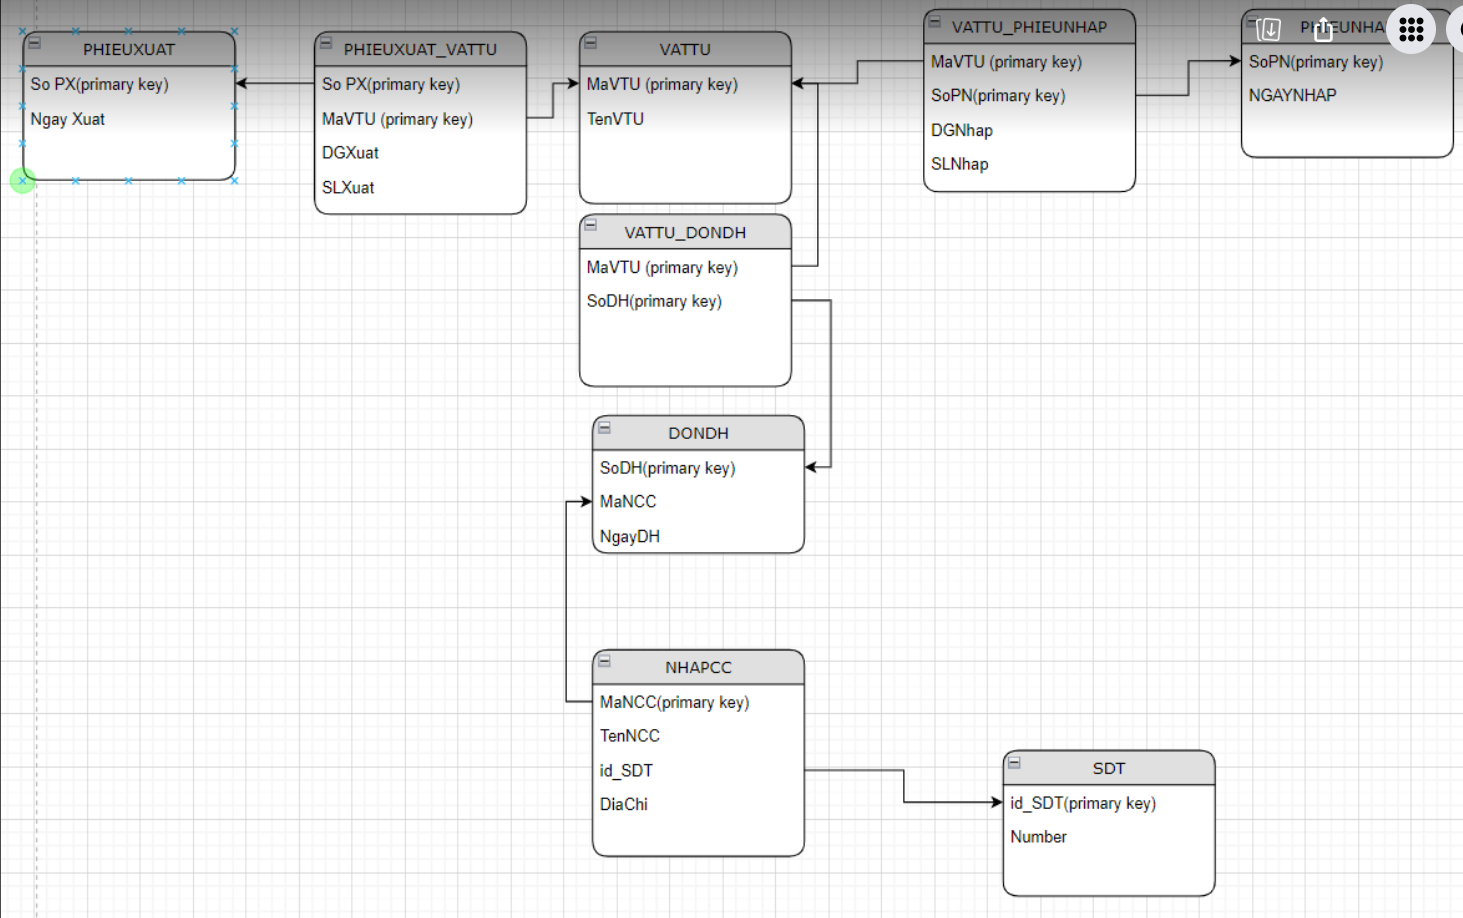 PHIEUXUAT
So PX(primary key)
Ngay Xuat
PHIEUXUAT_VATTU
So PX(primary key)
MaVTU (primary key)
DGXuat
SLXuat
VATTU
MaVTU (primary key)
TenVTU
VATTU_PHIEUNHAP
MaVTU (primary key)
SoPN(primary key)
DGNhap
SLNhap
PHIEUNHA
SoPN(primary key)
NGAYNHAP
VATTU_DONDH
MaVTU (primary key)
SoDH(primary key)
DONDH
SoDH(primary key)
MaNCC
NgayDH
NHAPCC
MaNCC(primary key)
TenNCC
id_SDT
DiaChi
SDT
id_SDT(primary key)
Number